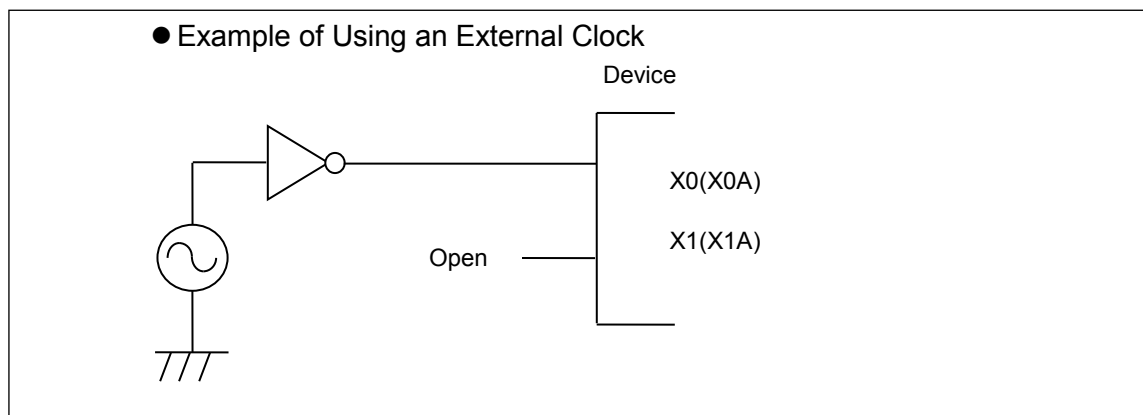 ● Example of Using an External Clock
Device
X0(X0A)
X1(X1A)
Open